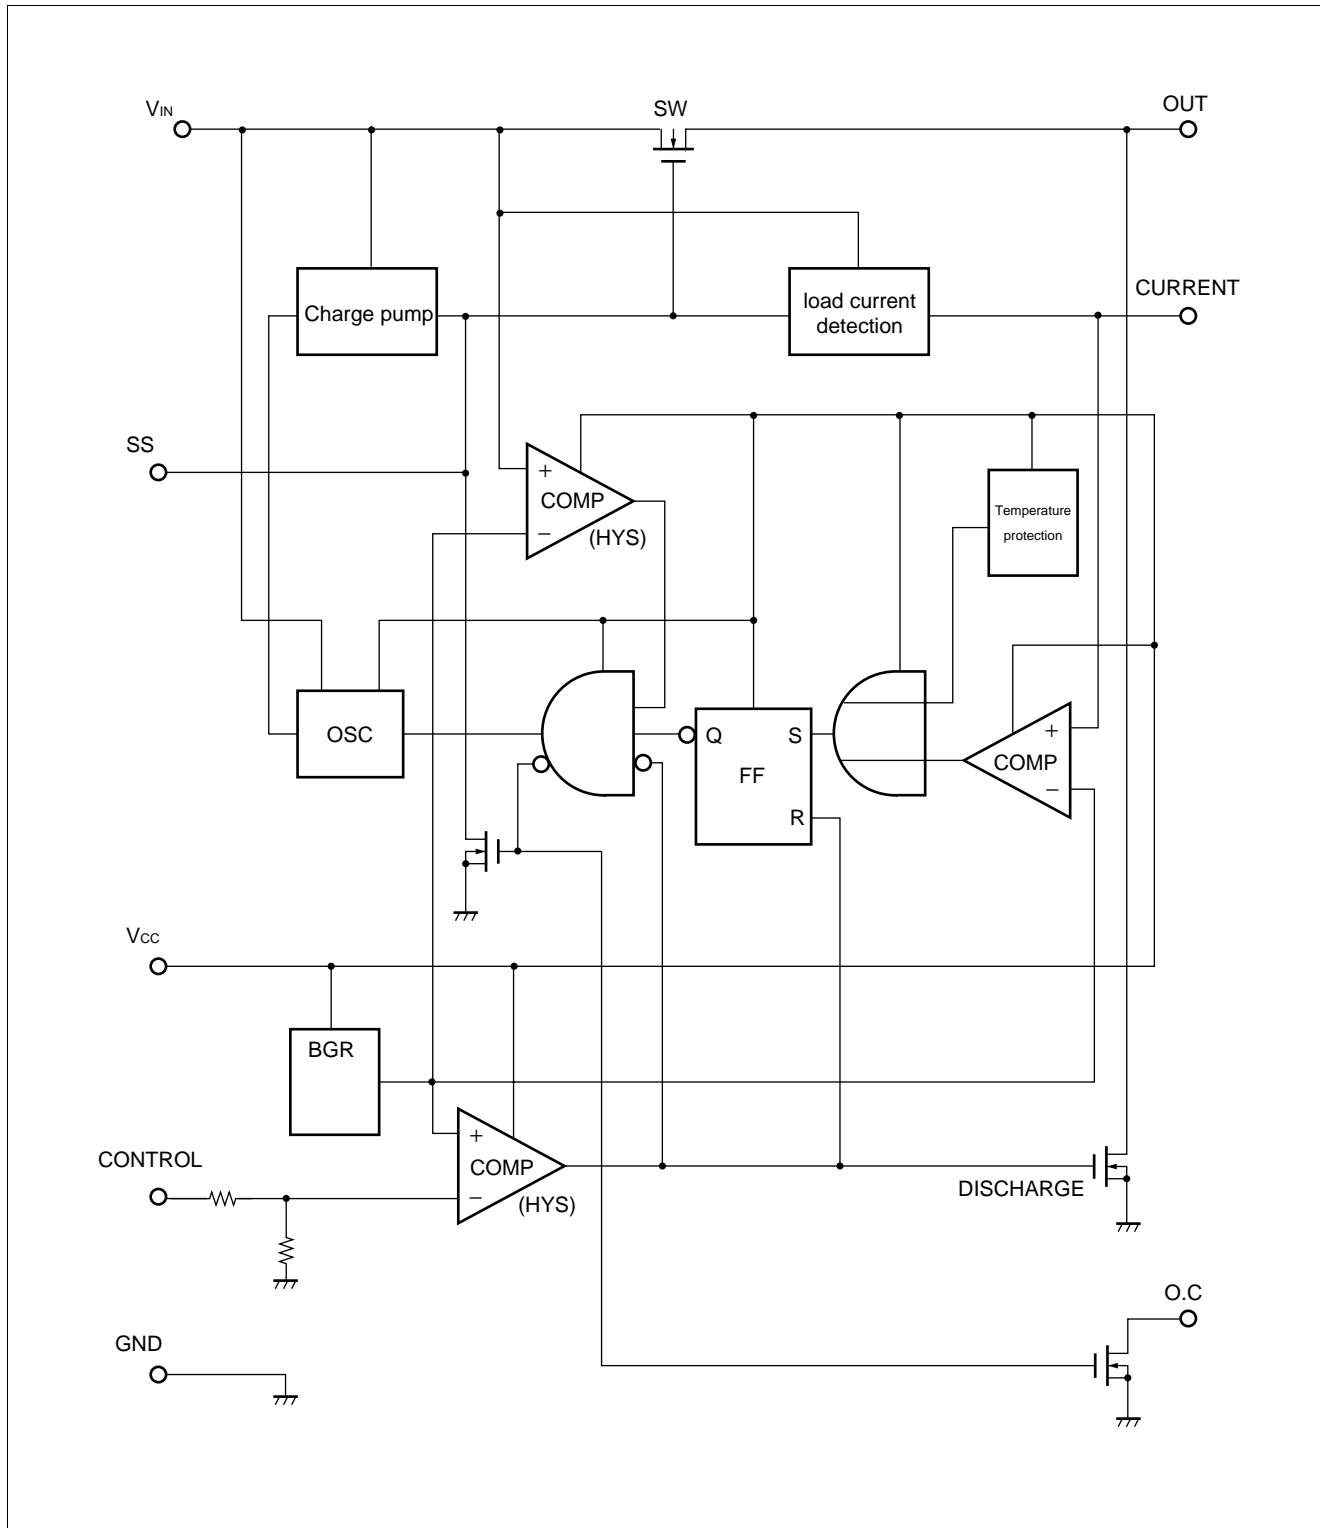 VIN
SW
OUT
Charge pump
load current
detection
CURRENT
SS
+
COMP
−
(HYS)
Temperature
protection
OSC
Q
S
FF
R
+
COMP
−
VCC
BGR
+
COMP
−
(HYS)
CONTROL
DISCHARGE
O.C
GND